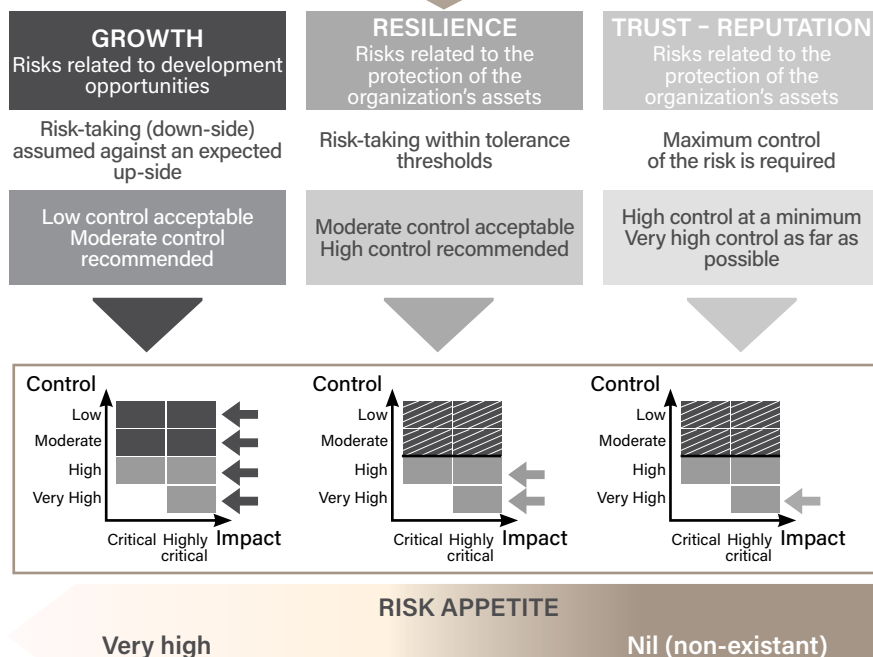 GROWTH
Risks related to development
opportunities
RESILIENCE
Risks related to the
protection of the
organization's assets
TRUST – REPUTATION
Risks related to the
protection of the
organization's assets
Risk-taking (down-side)
assumed against an expected
up-side
Risk-taking within tolerance
thresholds
Maximum control
of the risk is required
Low control acceptable
Moderate control
recommended
Moderate control acceptable
High control recommended
High control at a minimum
Very high control as far as
possible
Control
Low
Moderate
High
Very High
Critical Highly
critical
Impact
Control
Low
Moderate
High
Very High
Critical Highly
critical
Impact
Control
Low
Moderate
High
Very High
Critical Highly
critical
Impact
RISK APPETITE
Very high
Nil (non-existant)